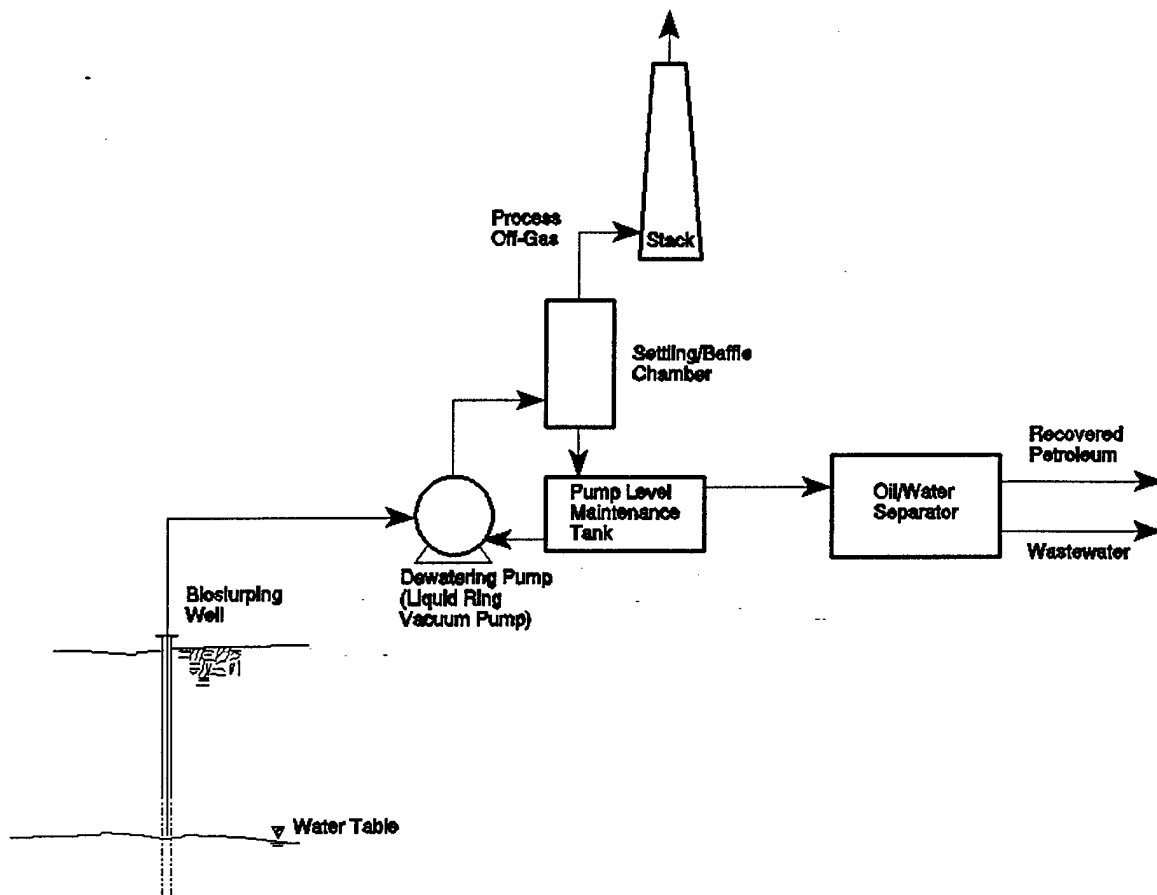 Process
Off-Gas
Stack
Settling/Baffle
Chamber
Recovered
Petroleum
Pump Level
Maintenance
Tank
Oil/Water
Separator
Wastewater
Dewatering Pump
(Liquid Ring
Vacuum Pump)
Bioslurping
Well
Water Table